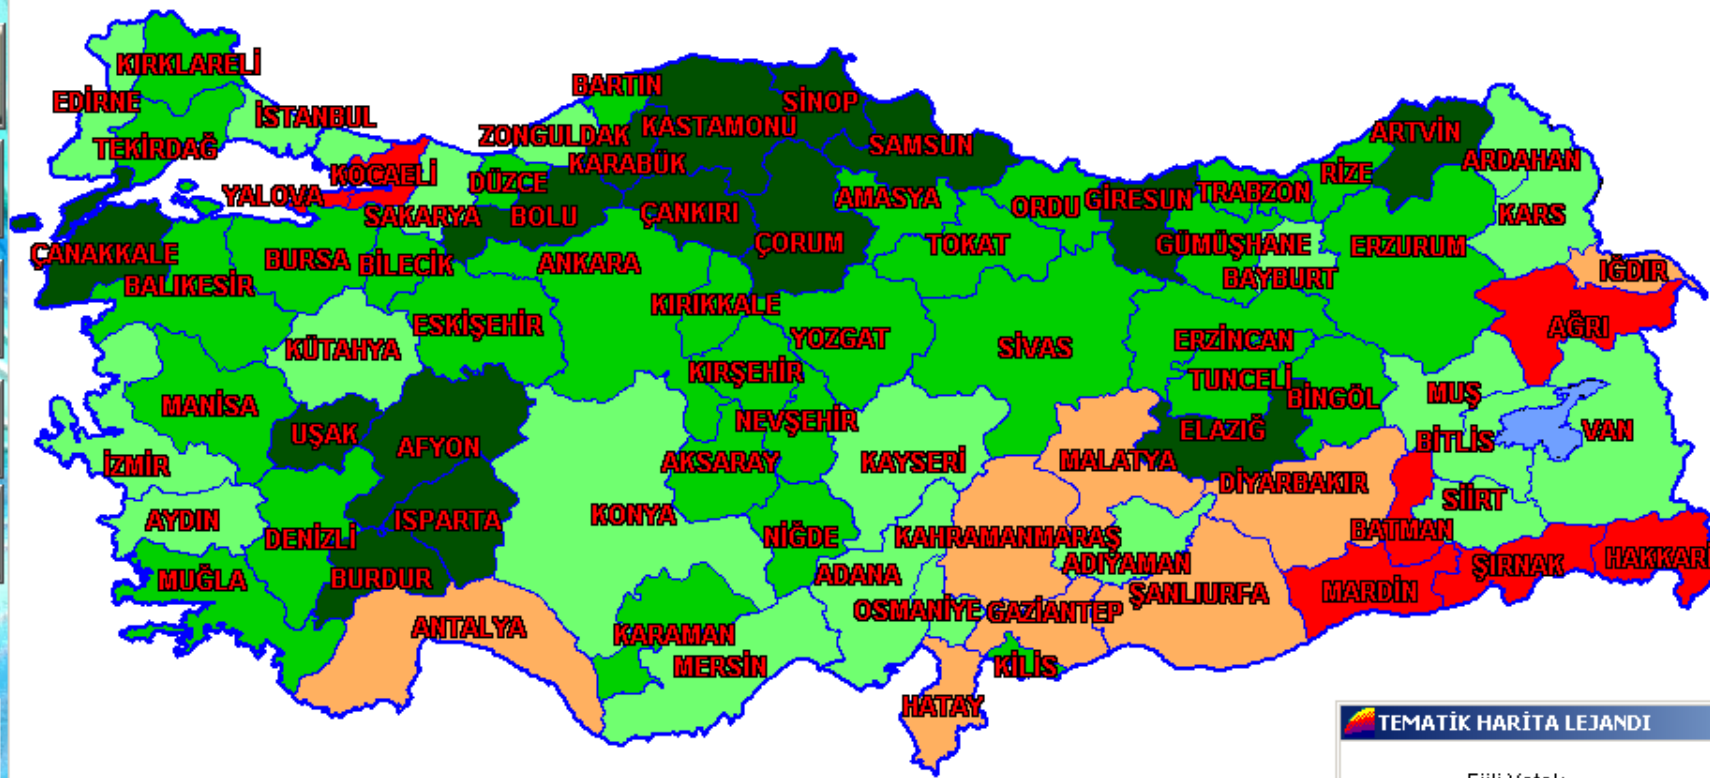 KIRKLARELİ
EDİRNE
İSTANBUL
TEKİRDAĞ
KOCAELİ
YALOVA
SAKARYA
ÇANAKKALE
BALIKESİR
BURSA
BİLECİK
BARTIN
ZONGULDAK
KASTAMONU
SİNOP
KARABÜK
SAMSUN
DÜZCE
BOLU
ÇANKIRI
AMASYA
ÇORUM
TOKAT
ORDU
GİRESUN
TRABZON
RİZE
ARTVİN
ARDAHAN
KARS
GÜMÜŞHANE
BAYBURT
ERZURUM
IĞDIR
AĞRI
ANKARA
KIRIKKALE
ESKİŞEHİR
KÜTAHYA
YOZGAT
SİVAS
ERZİNCAN
TUNCELİ
BİNGÖL
MUŞ
KIRŞEHİR
NEVŞEHİR
MANİSA
UŞAK
AFYON
ELAZIĞ
BİTLİS
VAN
İZMİR
AKSARAY
KAYSERİ
MALATYA
DİYARBAKIR
SİİRT
AYDIN
DENİZLİ
ISPARTA
KONYA
NİĞDE
KAHRAMANMARAŞ
BATMAN
ADIYAMAN
ŞIRNAK
HAKKARİ
MUĞLA
BURDUR
ADANA
OSMANİYE
GAZİANTEP
ŞANLIURFA
MARDİN
ANTALYA
KARAMAN
MERSİN
KİLİS
HATAY
TEMATİK HARİTA LEJANDI